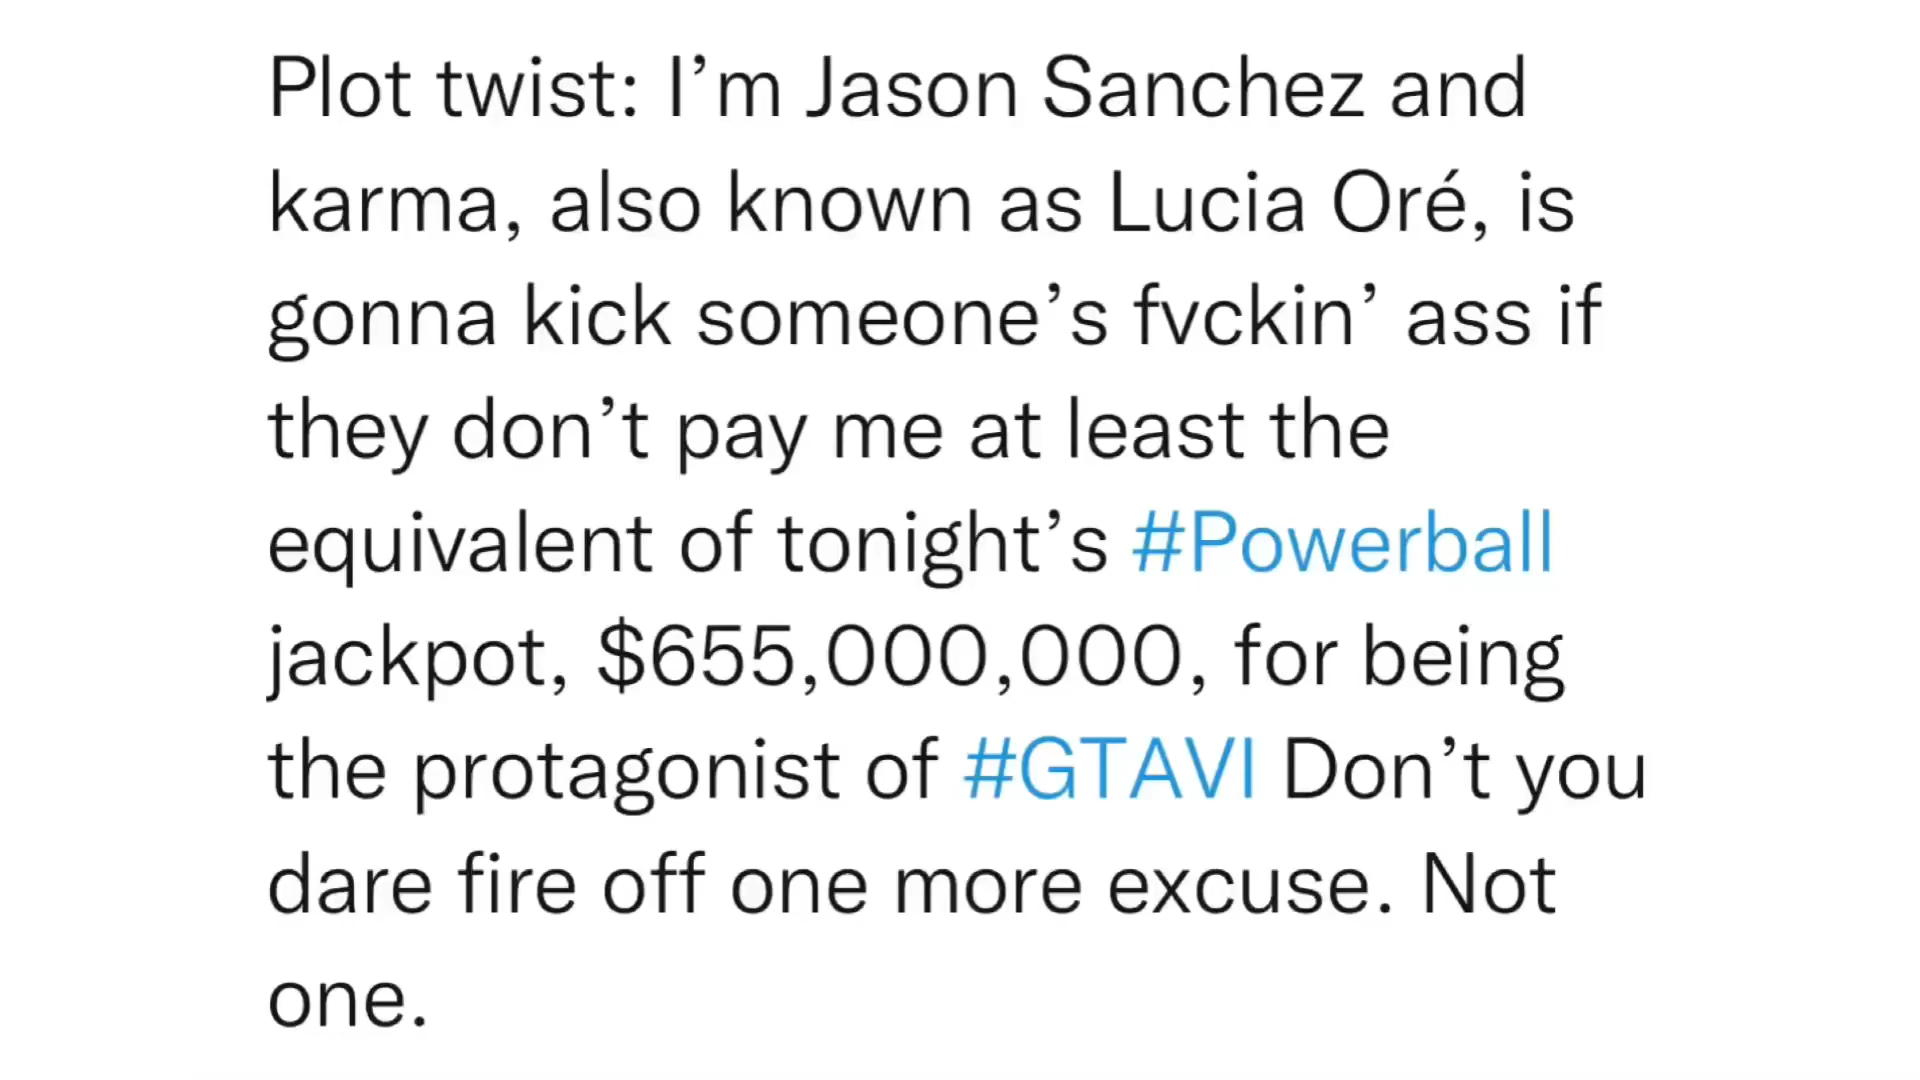 Plot twist: I’m Jason Sanchez and
karma, also known as Lucia Oré, is
gonna kick someone’s fvckin’ ass if
they don’t pay me at least the
equivalent of tonight’s #Powerball
jackpot, $655,000,000, for being
the protagonist of #GTAVI Don’t you
dare fire off one more excuse. Not
one.